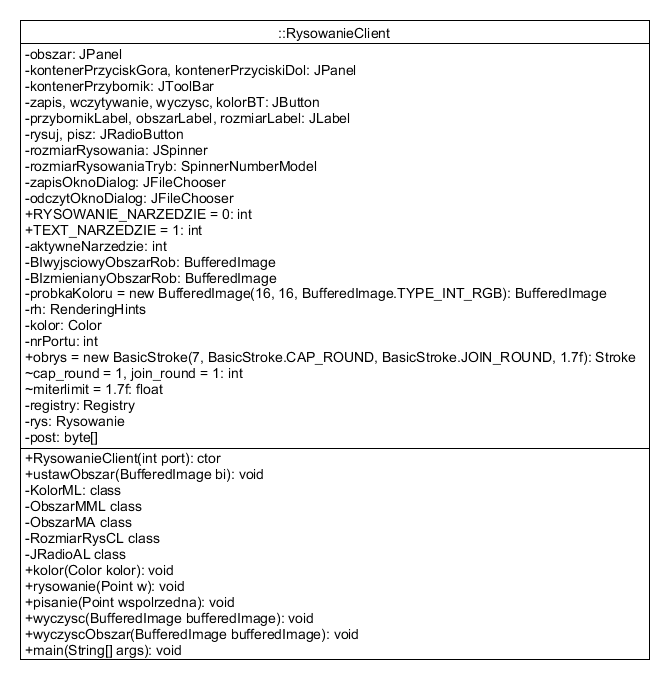 ::RysowanieClient
-obszar: JPanel
-kontenerPrzyciskGora, kontenerPrzyciskiDol: JPanel
-kontenerPrzybornik: JToolBar
-zapis, wczytywanie, wyczysc, kolorBT: JButton
-przybornikLabel, obszarLabel, rozmiarLabel: JLabel
-rysuj, pisz: JRadioButton
-rozmiarRysowania: JSpinner
-rozmiarRysowaniaTryb: SpinnerNumberModel
-zapisOknoDialog: JFileChooser
-odczytOknoDialog: JFileChooser
+RYSOWANIE_NARZEDZIE = 0: int
+TEXT_NARZEDZIE = 1: int
-aktywneNarzedzie: int
-BIwyjsciowyObszarRob: BufferedImage
-BIzmienianyObszarRob: BufferedImage
-probkaKoloru = new BufferedImage(16, 16, BufferedImage.TYPE_INT_RGB): BufferedImage
-rh: RenderingHints
-kolor: Color
-nrPortu: int
+obrys = new BasicStroke(7, BasicStroke.CAP_ROUND, BasicStroke.JOIN_ROUND, 1.7f): Stroke
~cap_round = 1, join_round = 1: int
~miterlimit = 1.7f: float
-registry: Registry
-rys: Rysowanie
-post: byte[]
+RysowanieClient(int port): ctor
+ustawObszar(BufferedImage bi): void
-KolorML: class
-ObszarMML class
-ObszarMA class
-RozmiarRysCL class
-JRadioAL class
+kolor(Color kolor): void
+rysowanie(Point w): void
+pisanie(Point wspolrzedna): void
+wyczysc(BufferedImage bufferedImage): void
+wyczyscObszar(BufferedImage bufferedImage): void
+main(String[] args): void